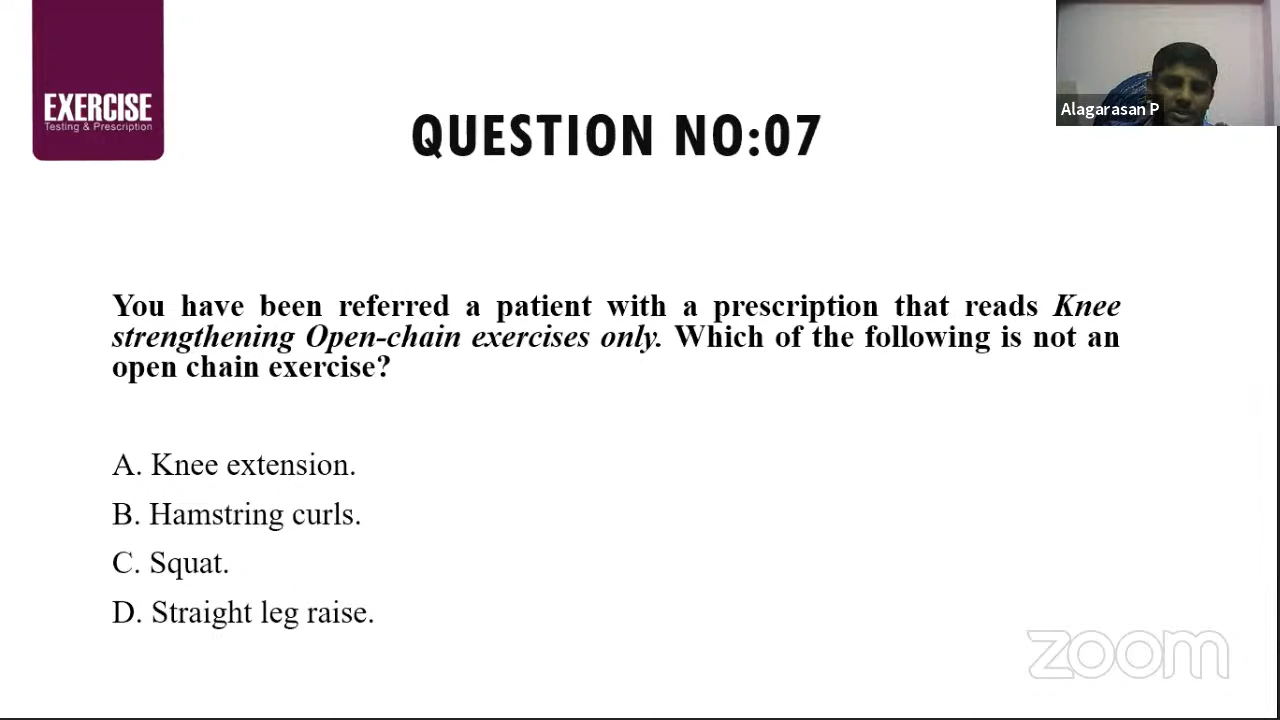 EXERCISE
Testing & Prescription
Alagarasan P
QUESTION NO:07
You have been referred a patient with a prescription that reads Knee
strengthening Open-chain exercises only. Which of the following is not an
open chain exercise?
A. Knee extension.
B. Hamstring curls.
C. Squat.
D. Straight leg raise.
zoom